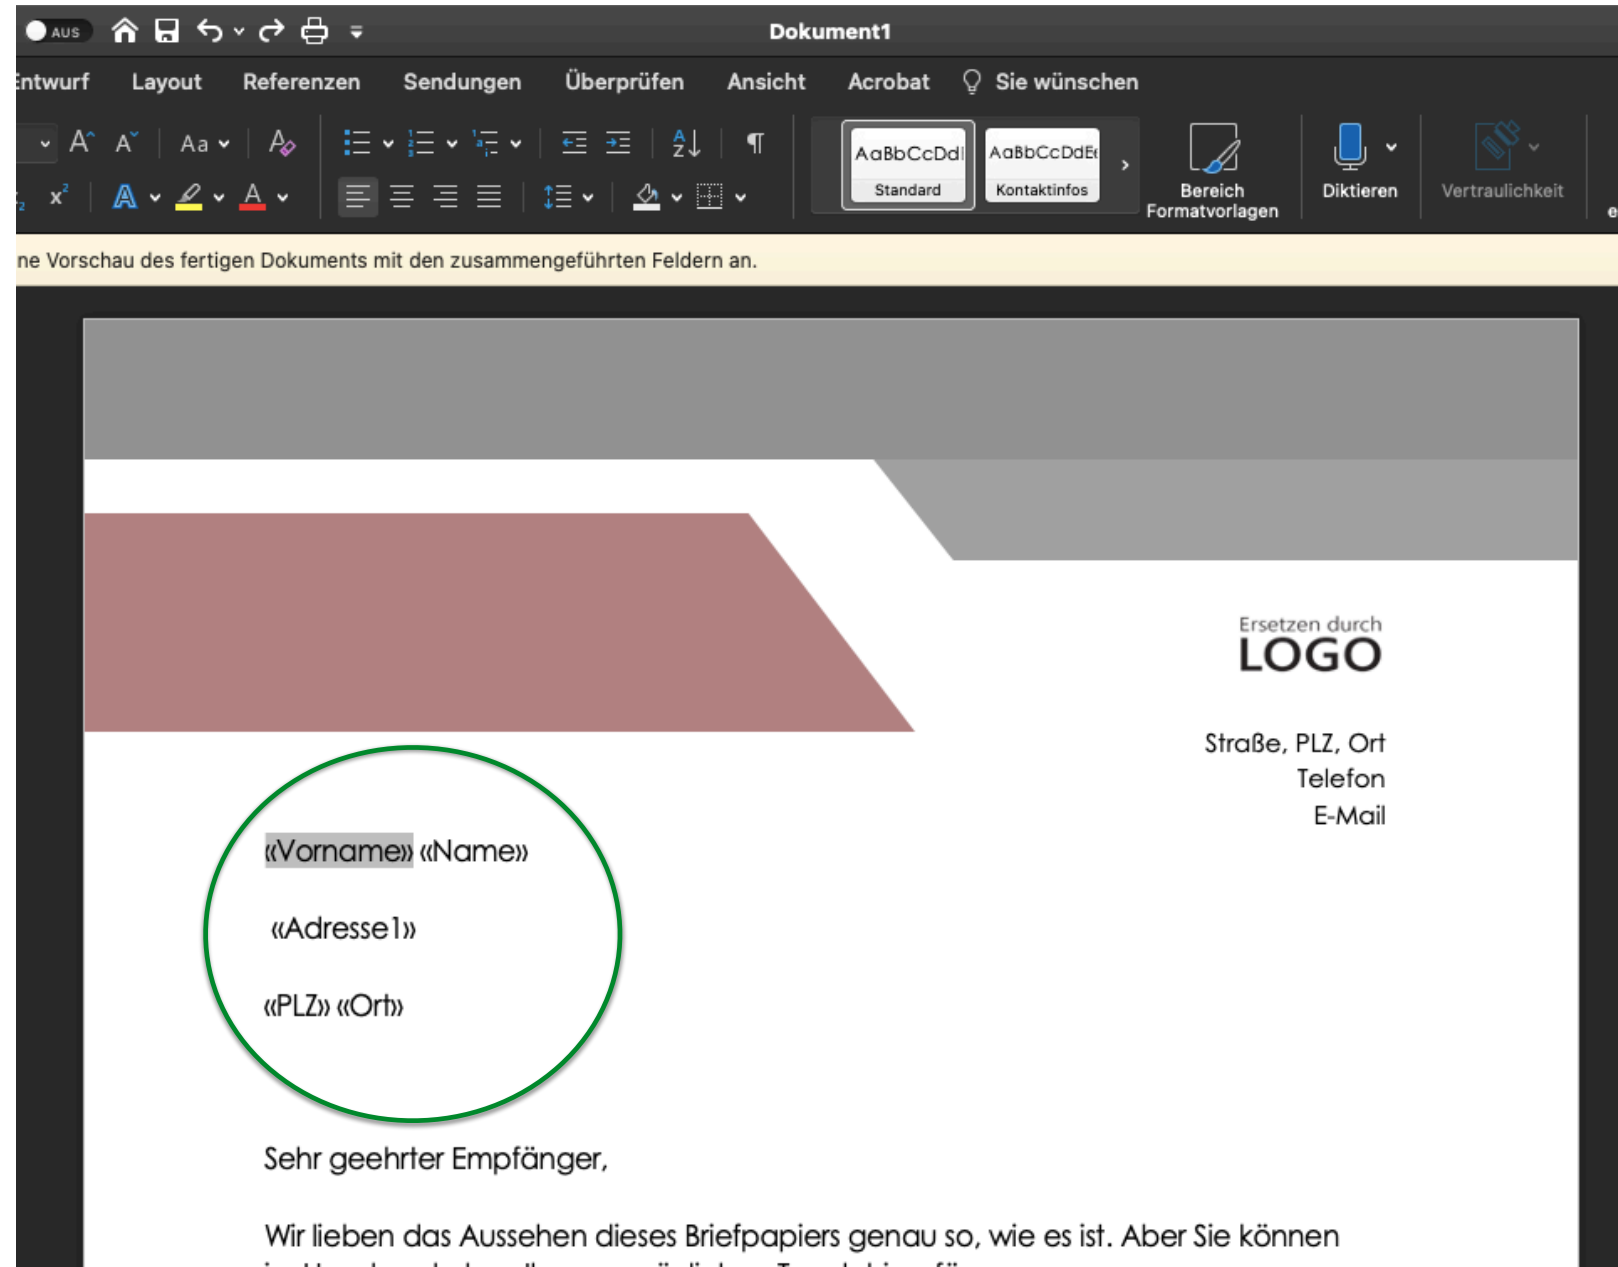 AUS
Dokument1
Entwurf Layout Referenzen Sendungen Überprüfen Ansicht Acrobat Sie wünschen
Aa
AaBbCcDd AaBbCcDdEe
Standard Kontaktinfos
Bereich Formatvorlagen
Diktieren
Vertraulichkeit
ne Vorschau des fertigen Dokuments mit den zusammengeführten Feldern an.
Ersetzen durch
LOGO
Straße, PLZ, Ort
Telefon
E-Mail
«Vorname» «Name»
«Adresse1»
«PLZ» «Ort»
Sehr geehrter Empfänger,
Wir lieben das Aussehen dieses Briefpapiers genau so, wie es ist. Aber Sie können